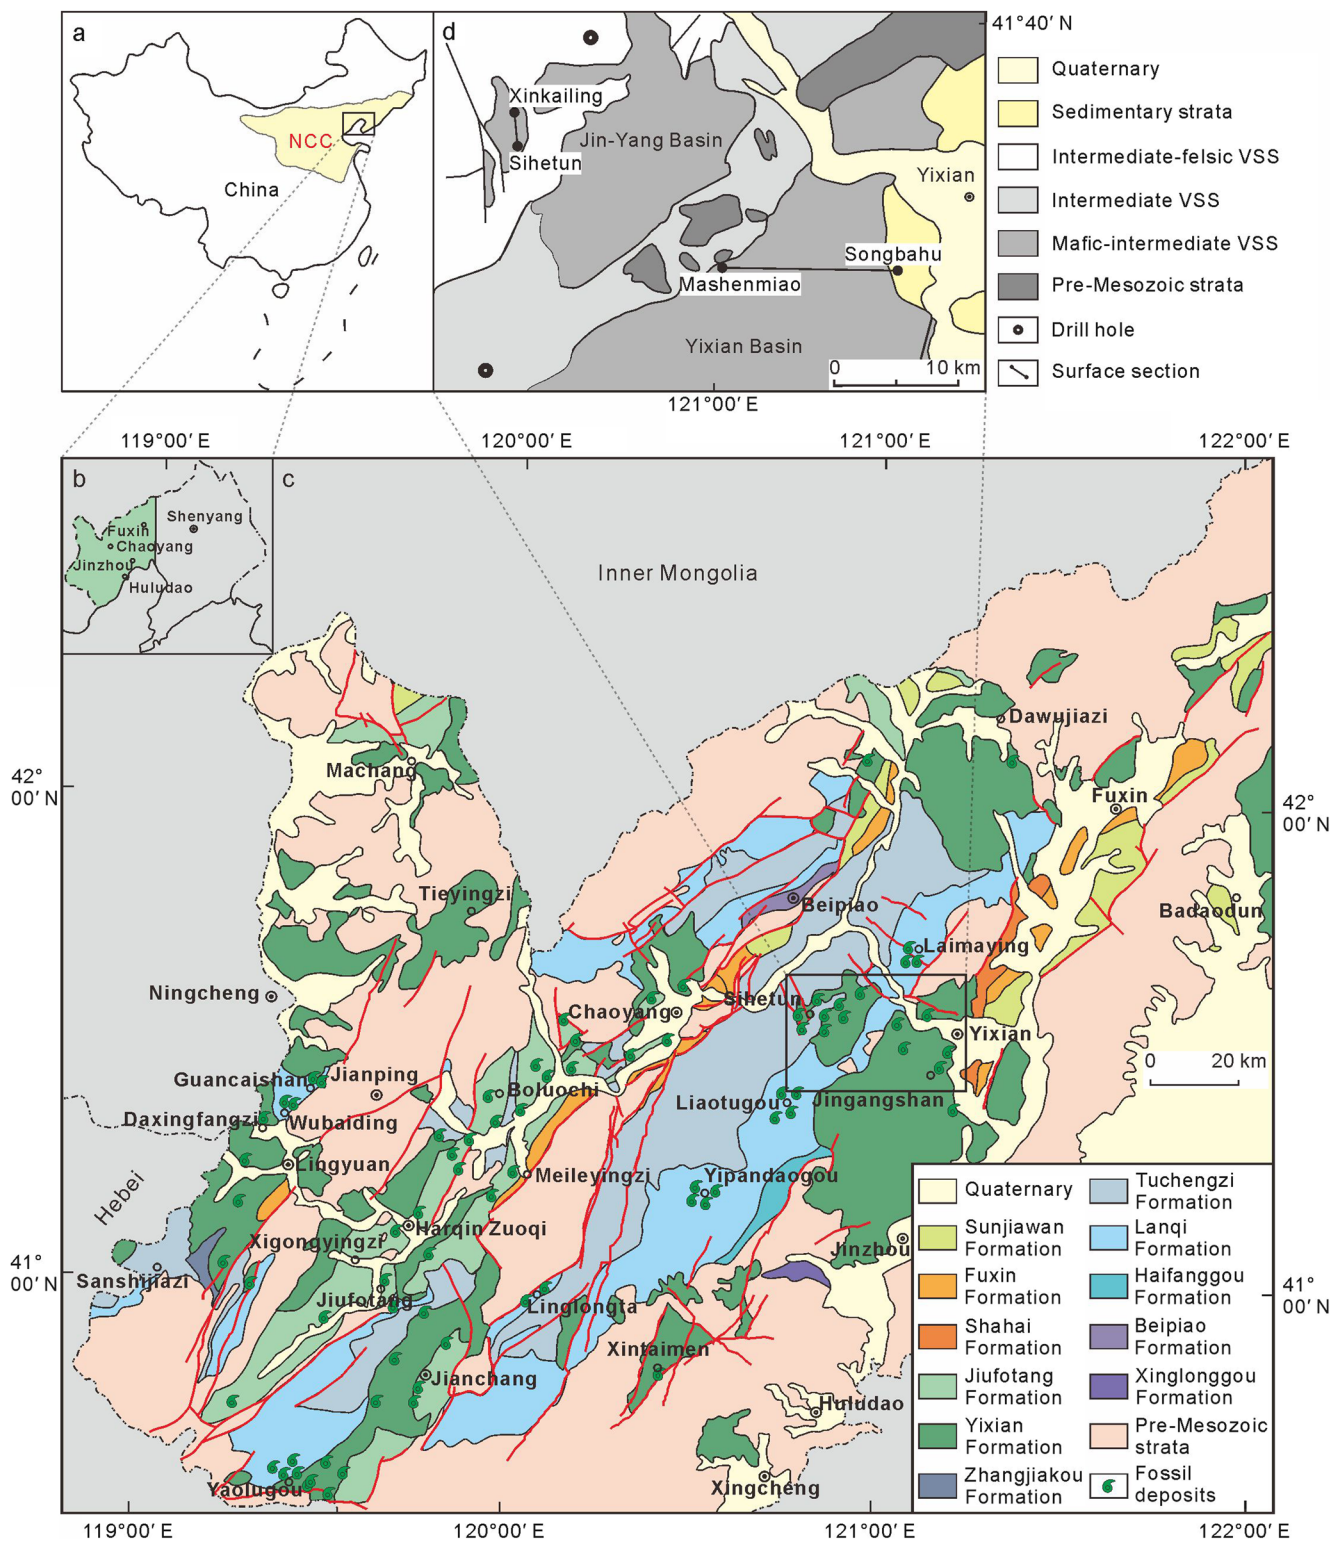 a
NCC
China
d
Xinkailing
Sihetun
Jin-Yang Basin
Yixian
Songbahu
Mashenmiao
Yixian Basin
0 10 km
121°00′ E
41°40′ N
Quaternary
Sedimentary strata
Intermediate-felsic VSS
Intermediate VSS
Mafic-intermediate VSS
Pre-Mesozoic strata
Drill hole
Surface section
119°00′ E
120°00′ E
121°00′ E
122°00′ E
b
Shenyang
Fuxin
Chaoyang
Jinzhou
Huludao
c
Inner Mongolia
Dawujiazi
Machang
42°
00′ N
Fuxin
42°
00′ N
Tieyingzi
Beipiao
Badaodun
Laimaying
Ningcheng
Chaoyang
Sihetun
Yixian
0 20 km
Guancaishan
Jianping
Boluochi
Liaotugou
Jingangshan
Daxingfangzi
Wubaiding
Lingyuan
Meileyingzi
Yipandaogou
Hebei
Harqin Zuoqi
Xigongyingzi
Jinzhou
Sanshijiazi
41°
00′ N
Jiufotang
Linglongta
41°
00′ N
Xintaimen
Jianchang
Huludao
Yaolugou
Xingcheng
Quaternary
Sunjiawan
Formation
Fuxin
Formation
Shahai
Formation
Jiufotang
Formation
Yixian
Formation
Zhangjiakou
Formation
Tuchengzi
Formation
Lanqi
Formation
Haifanggou
Formation
Beipiao
Formation
Xinglonggou
Formation
Pre-Mesozoic
strata
Fossil
deposits
119°00′ E
120°00′ E
121°00′ E
122°00′ E